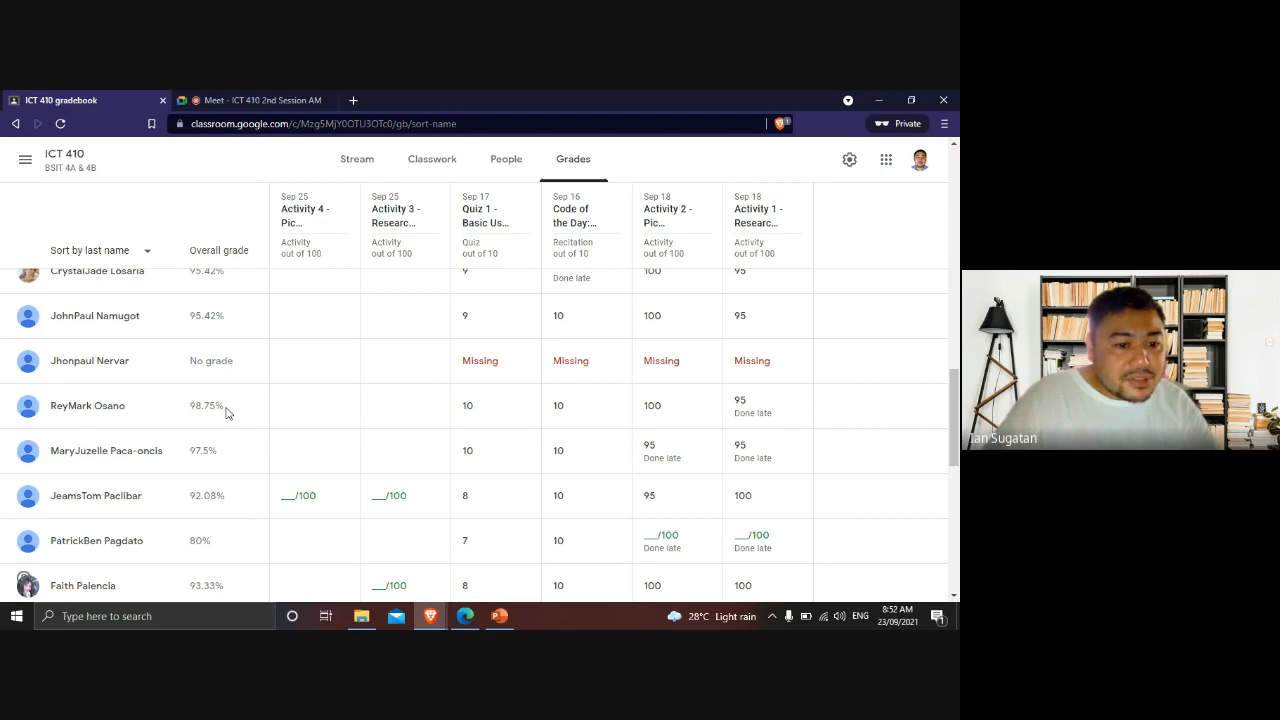 ICT 410 gradebook
Meet - ICT 410 2nd Session AM
classroom.google.com/c/Mzg5MjY0OTU3OTc0/gb/sort-name
1
Private
ICT 410
BSIT 4A & 4B
Stream
Classwork
People
Grades
Sort by last name
Overall grade
Sep 25
Activity 4 -
Pic...
Activity
out of 100
Sep 25
Activity 3 -
Researc...
Activity
out of 100
Sep 17
Quiz 1 -
Basic Us...
Quiz
out of 10
Sep 16
Code of
the Day:...
Recitation
out of 10
Sep 18
Activity 2 -
Pic...
Activity
out of 100
Sep 18
Activity 1 -
Researc...
Activity
out of 100
CrystalJade Losaria 95.42% 9 Done late 100 95
JohnPaul Namugot 95.42% 9 10 100 95
Jhonpaul Nervar No grade Missing Missing Missing Missing
ReyMark Osano 98.75% 10 10 100 95
Done late
MaryJuzelle Paca-oncis 97.5% 10 10 95 95
Done late Done late
JeamsTom Paclibar 92.08% __/100 __/100 8 10 95 100
PatrickBen Pagdato 80% 7 10 __/100 __/100
Done late Done late
Faith Palencia 93.33% __/100 8 10 100 100
Type here to search
28°C Light rain
ENG
8:52 AM
23/09/2021
1
Ian Sugatan